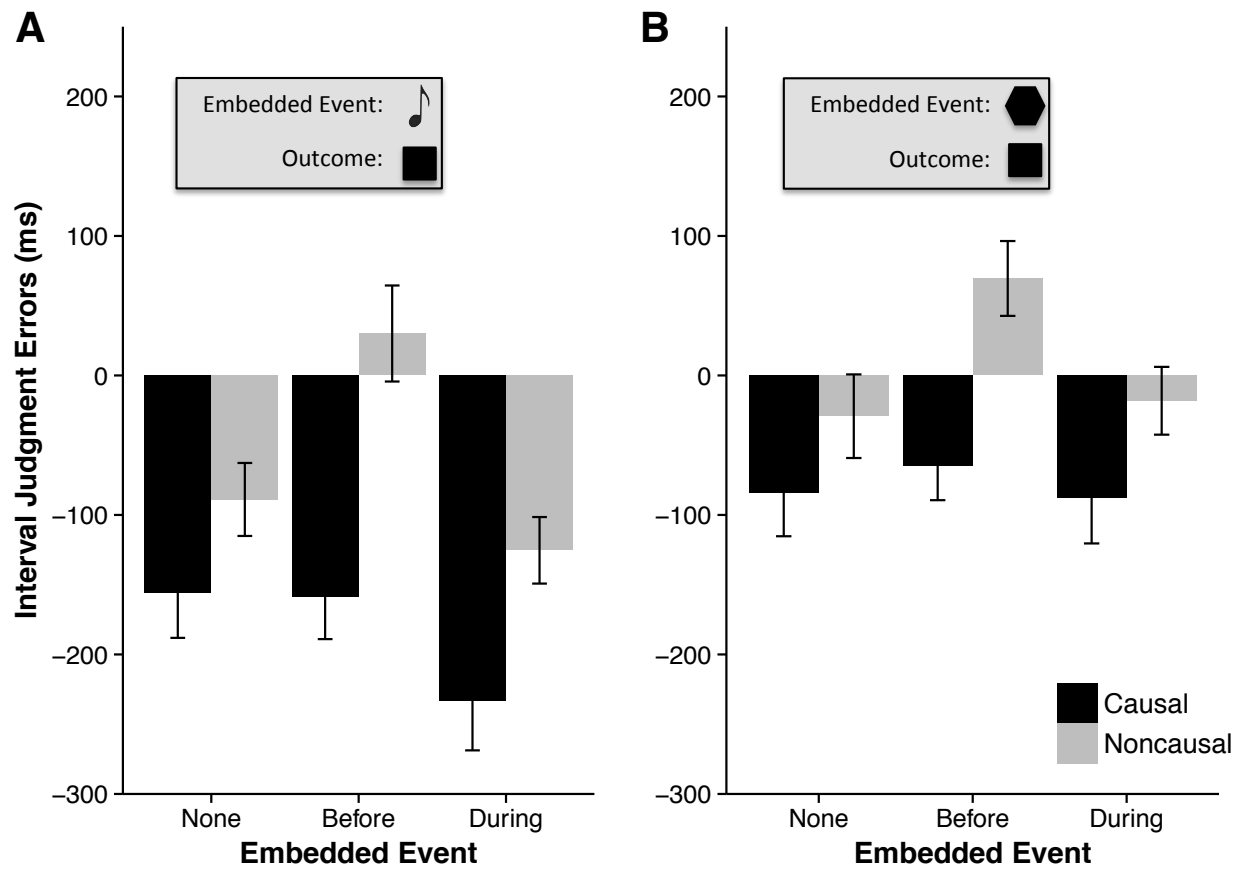 A
Embedded Event:
Outcome:
Interval Judgment Errors (ms)
200
100
0
−100
−200
−300
None Before During
Embedded Event
B
Embedded Event:
Outcome:
200
100
0
−100
−200
−300
Causal
Noncausal
None Before During
Embedded Event